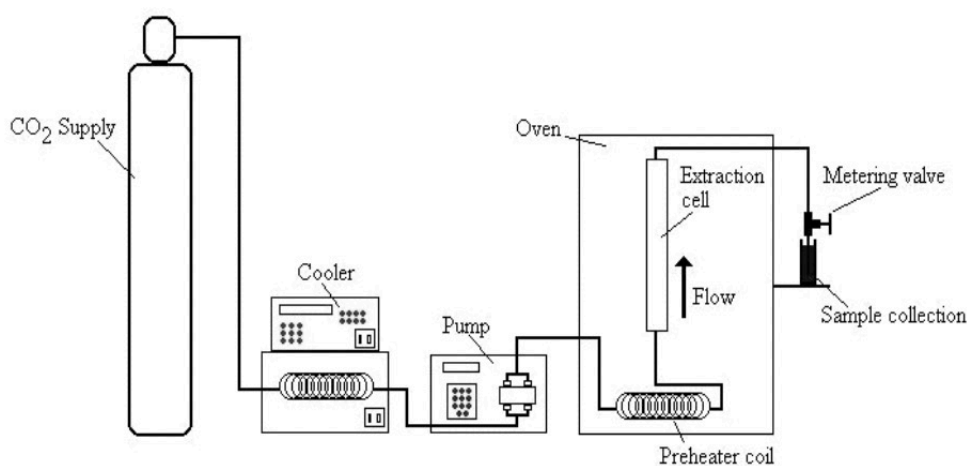 CO2 Supply
Cooler
Pump
Oven
Extraction
cell
Flow
Preheater coil
Metering valve
Sample collection